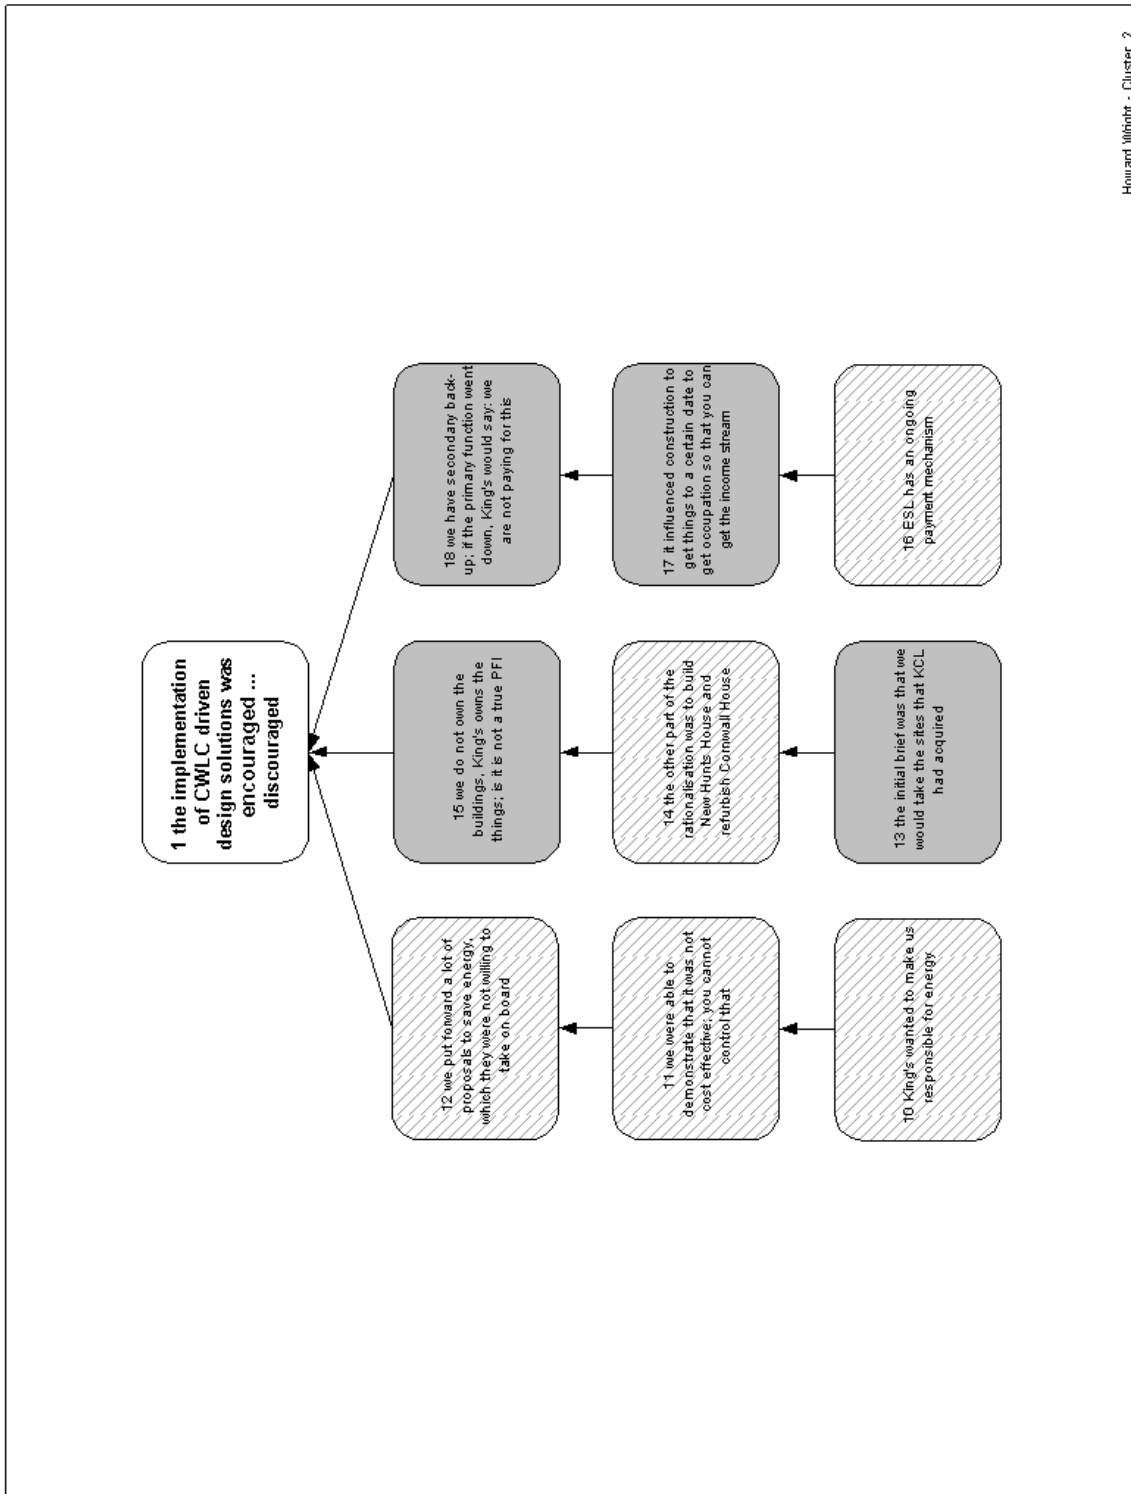 1 the implementation
of CWLC driven
design solutions was
encouraged ...
discouraged
12 we put forward a lot of
proposals to save energy,
which they were not willing to
take on board
15 we do not own the
buildings, King's owns the
things; is it is not a true PFI
18 we have secondary back-
up; if the primary function went
down, King's would say: we
are not paying for this
11 we were able to
demonstrate that it was not
cost effective; you cannot
control that
14 the other part of the
rationalisation was to build
New Hunts House and
refurbish Cornwall House
17 it influenced construction to
get things to a certain date to
get occupation so that you can
get the income stream
10 King's wanted to make us
responsible for energy
13 the initial brief was that we
would take the sites that KCL
had acquired
16 ESL has an ongoing
payment mechanism
Howard Wright - Cluster 2